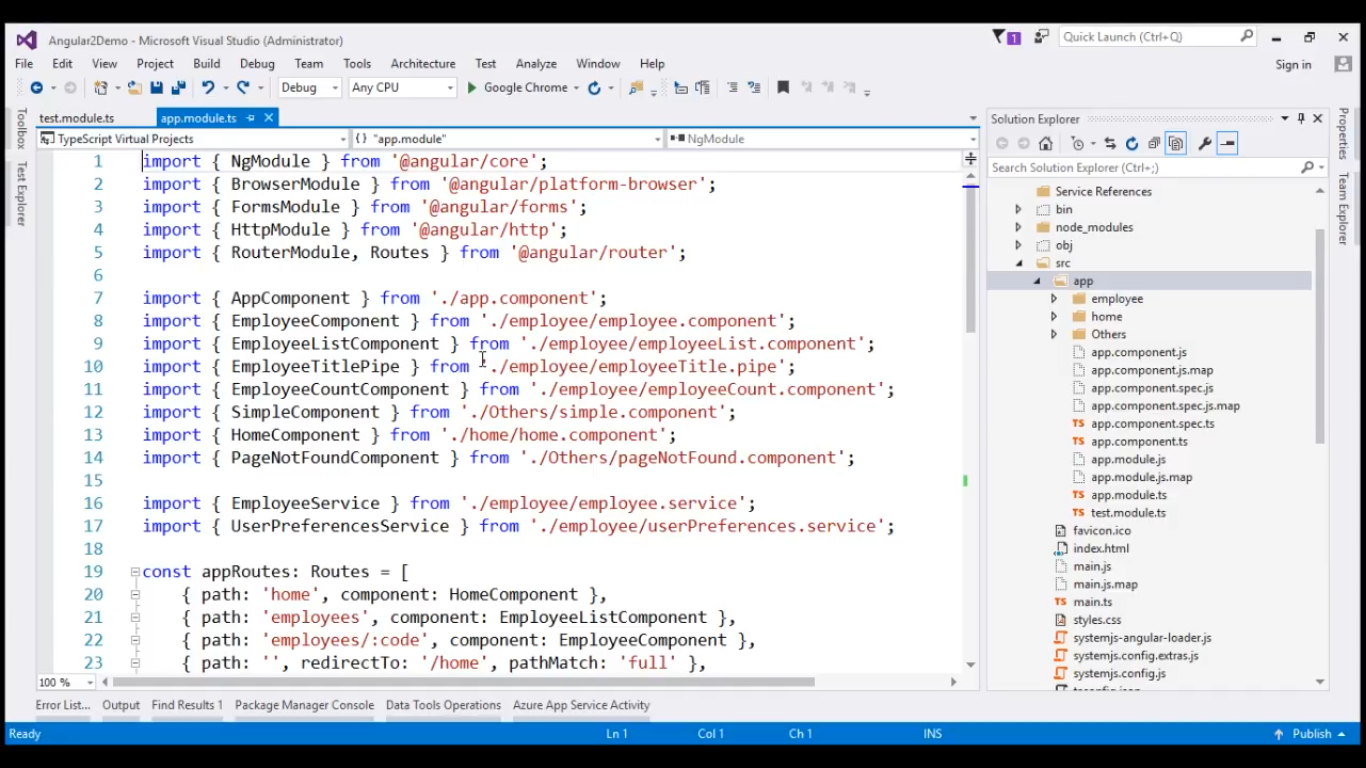 Angular2Demo - Microsoft Visual Studio (Administrator)
1
Quick Launch (Ctrl+Q)
File Edit View Project Build Debug Team Tools Architecture Test Analyze Window Help
Sign in
Debug Any CPU Google Chrome
Toolbox
Test Explorer
test.module.ts app.module.ts
TypeScript Virtual Projects {} "app.module" NgModule
1 import { NgModule } from '@angular/core';
2 import { BrowserModule } from '@angular/platform-browser';
3 import { FormsModule } from '@angular/forms';
4 import { HttpModule } from '@angular/http';
5 import { RouterModule, Routes } from '@angular/router';
6
7 import { AppComponent } from './app.component';
8 import { EmployeeComponent } from './employee/employee.component';
9 import { EmployeeListComponent } from './employee/employeeList.component';
10 import { EmployeeTitlePipe } from './employee/employeeTitle.pipe';
11 import { EmployeeCountComponent } from './employee/employeeCount.component';
12 import { SimpleComponent } from './Others/simple.component';
13 import { HomeComponent } from './home/home.component';
14 import { PageNotFoundComponent } from './Others/pageNotFound.component';
15
16 import { EmployeeService } from './employee/employee.service';
17 import { UserPreferencesService } from './employee/userPreferences.service';
18
19 const appRoutes: Routes = [
20 { path: 'home', component: HomeComponent },
21 { path: 'employees', component: EmployeeListComponent },
22 { path: 'employees/:code', component: EmployeeComponent },
23 { path: '', redirectTo: '/home', pathMatch: 'full' },
100 %
Solution Explorer
Search Solution Explorer (Ctrl+;)
Service References
bin
node_modules
obj
src
app
employee
home
Others
app.component.js
app.component.js.map
app.component.spec.js
app.component.spec.js.map
TS app.component.spec.ts
TS app.component.ts
app.module.js
app.module.js.map
TS app.module.ts
TS test.module.ts
favicon.ico
index.html
main.js
main.js.map
TS main.ts
styles.css
systemjs-angular-loader.js
systemjs.config.extras.js
systemjs.config.js
tsconfig.json
Properties
Team Explorer
Error List... Output Find Results 1 Package Manager Console Data Tools Operations Azure App Service Activity
Ready Ln 1 Col 1 Ch 1 INS Publish